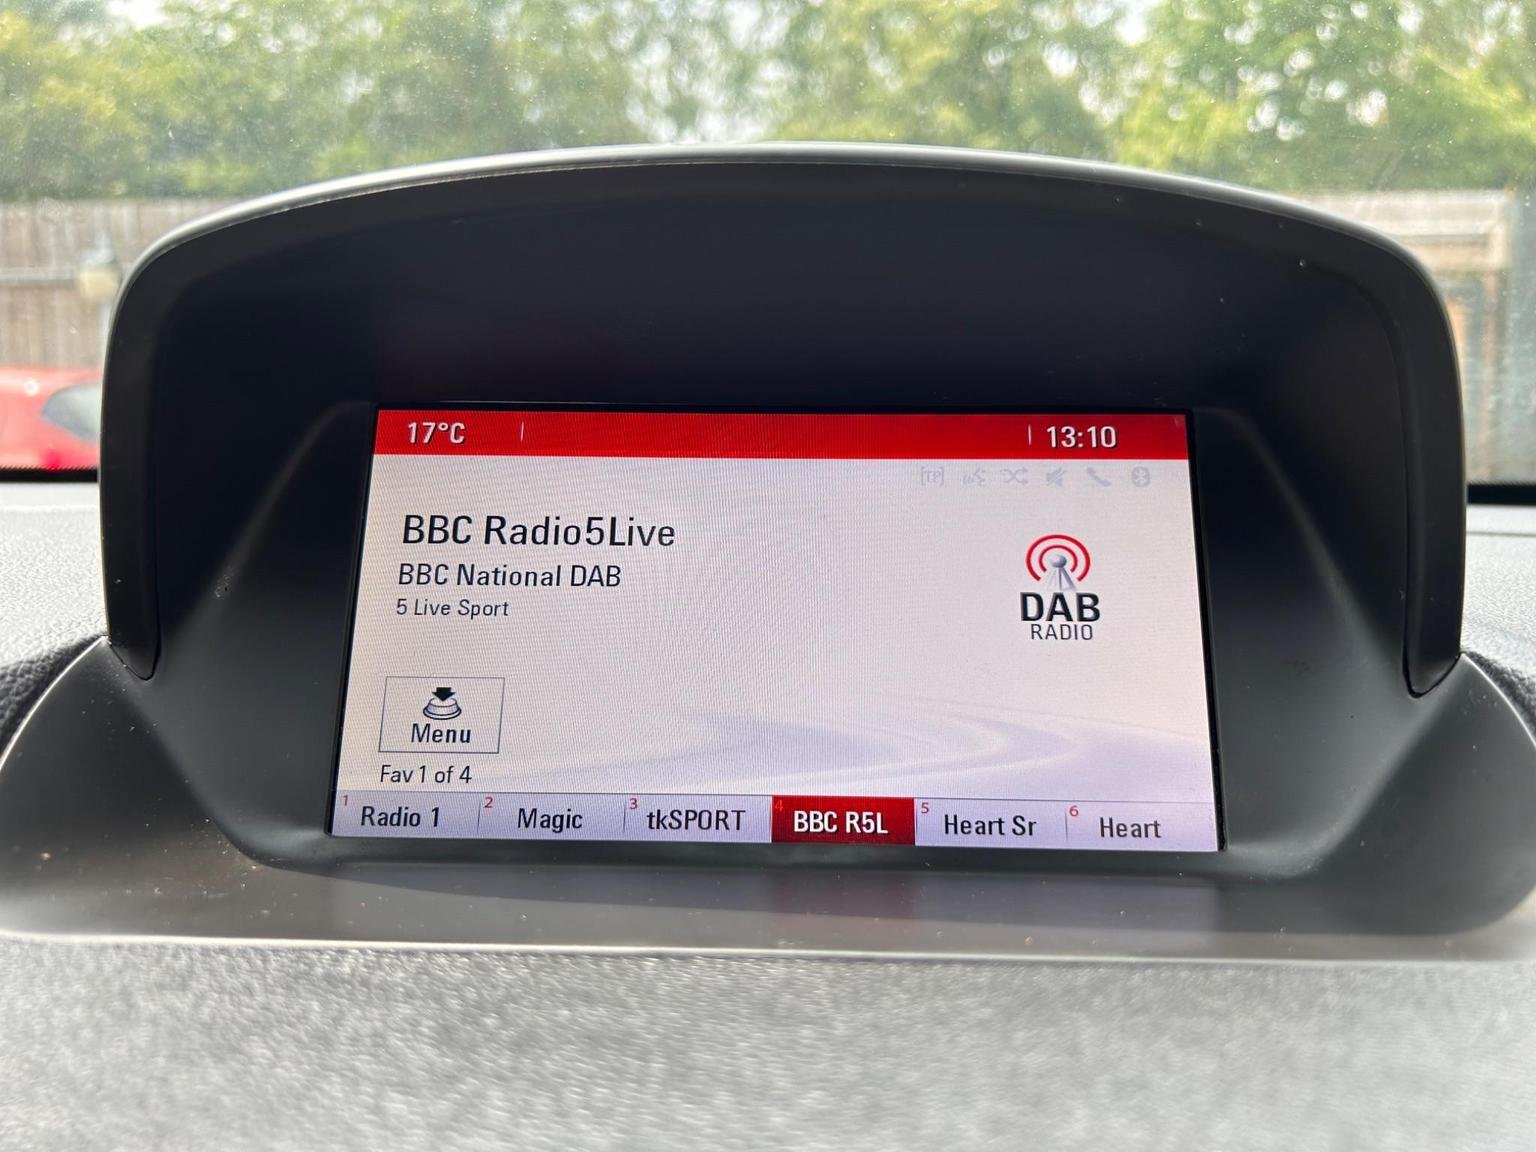 17°C 13:10
[TP]
BBC Radio5Live
BBC National DAB
5 Live Sport
DAB
RADIO
Menu
Fav 1 of 4
1 Radio 1 2 Magic 3 tkSPORT 4 BBC R5L 5 Heart Sr 6 Heart